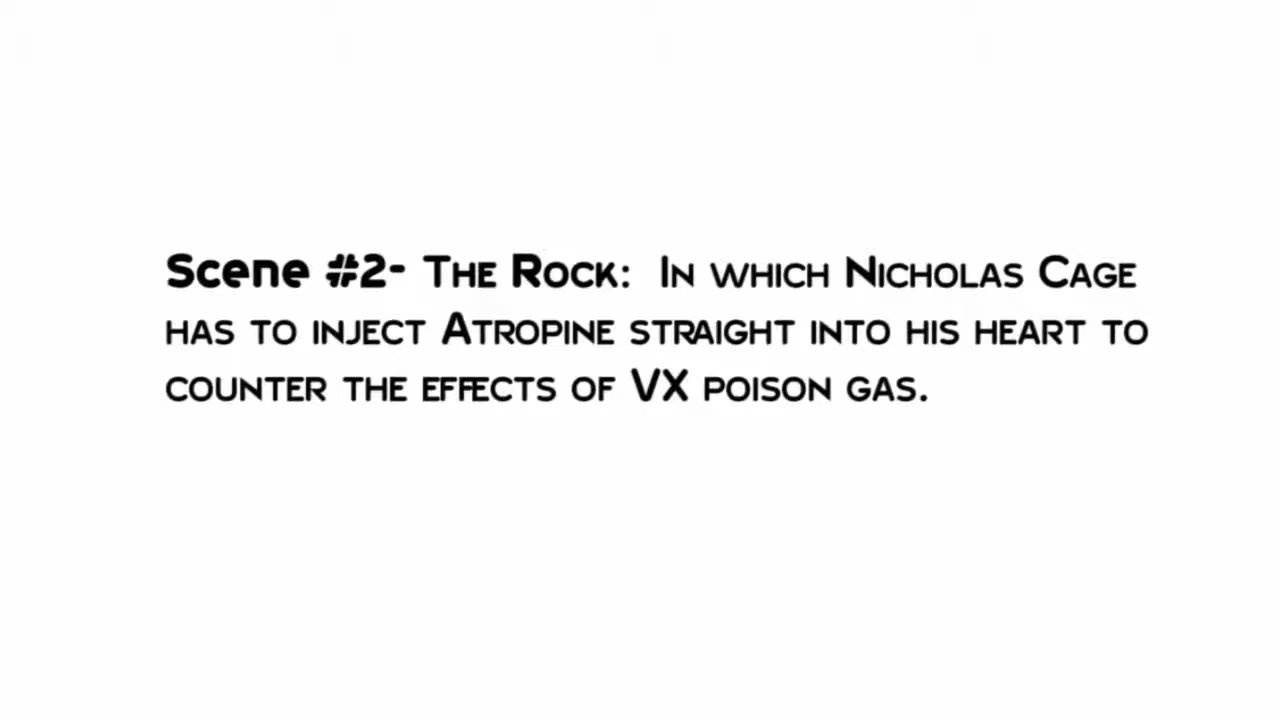 Scene #2- The Rock:  In which Nicholas Cage
has to inject Atropine straight into his heart to
counter the effects of VX poison gas.